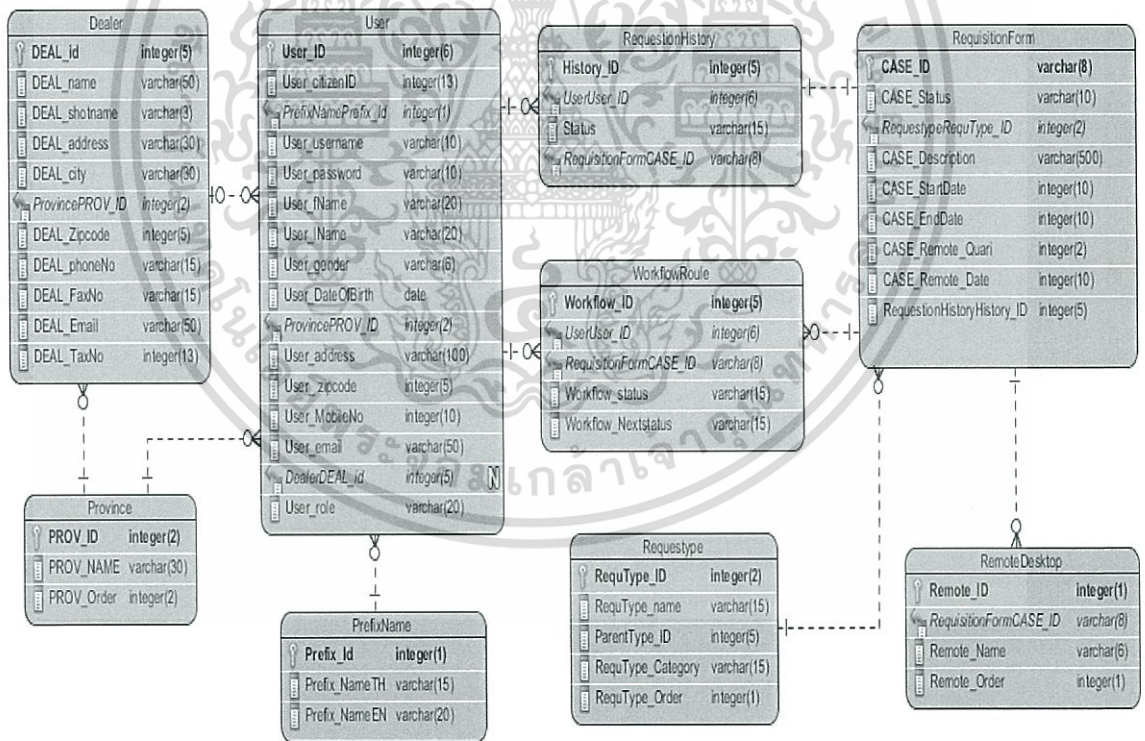 Dealer
DEAL_id integer(5)
DEAL_name varchar(50)
DEAL_shotname varchar(3)
DEAL_address varchar(30)
DEAL_city varchar(30)
ProvincePROV_ID integer(2)
DEAL_Zipcode integer(5)
DEAL_phoneNo varchar(15)
DEAL_FaxNo varchar(15)
DEAL_Email varchar(50)
DEAL_TaxNo integer(13)
User
User_ID integer(6)
User_citizenID integer(13)
PrefixNamePrefix_Id integer(1)
User_username varchar(10)
User_password varchar(10)
User_fName varchar(20)
User_lName varchar(20)
User_gender varchar(6)
User_DateOfBirth date
ProvincePROV_ID integer(2)
User_address varchar(100)
User_zipcode integer(5)
User_MobileNo integer(10)
User_email varchar(50)
DealerDEAL_id integer(5) N
User_role varchar(20)
RequestionHistory
History_ID integer(5)
UserUser_ID integer(6)
Status varchar(15)
RequisitionFormCASE_ID varchar(8)
RequisitionForm
CASE_ID varchar(8)
CASE_Status varchar(10)
RequestypeRequType_ID integer(2)
CASE_Description varchar(500)
CASE_StartDate integer(10)
CASE_EndDate integer(10)
CASE_Remote_Quari integer(2)
CASE_Remote_Date integer(10)
RequestionHistoryHistory_ID integer(5)
WorkflowRoule
Workflow_ID integer(5)
UserUser_ID integer(6)
RequisitionFormCASE_ID varchar(8)
Workflow_status varchar(15)
Workflow_Nextstatus varchar(15)
Province
PROV_ID integer(2)
PROV_NAME varchar(30)
PROV_Order integer(2)
PrefixName
Prefix_Id integer(1)
Prefix_NameTH varchar(15)
Prefix_NameEN varchar(20)
Requestype
RequType_ID integer(2)
RequType_name varchar(15)
ParentType_ID integer(5)
RequType_Category varchar(15)
RequType_Order integer(1)
RemoteDesktop
Remote_ID integer(1)
RequisitionFormCASE_ID varchar(8)
Remote_Name varchar(6)
Remote_Order integer(1)